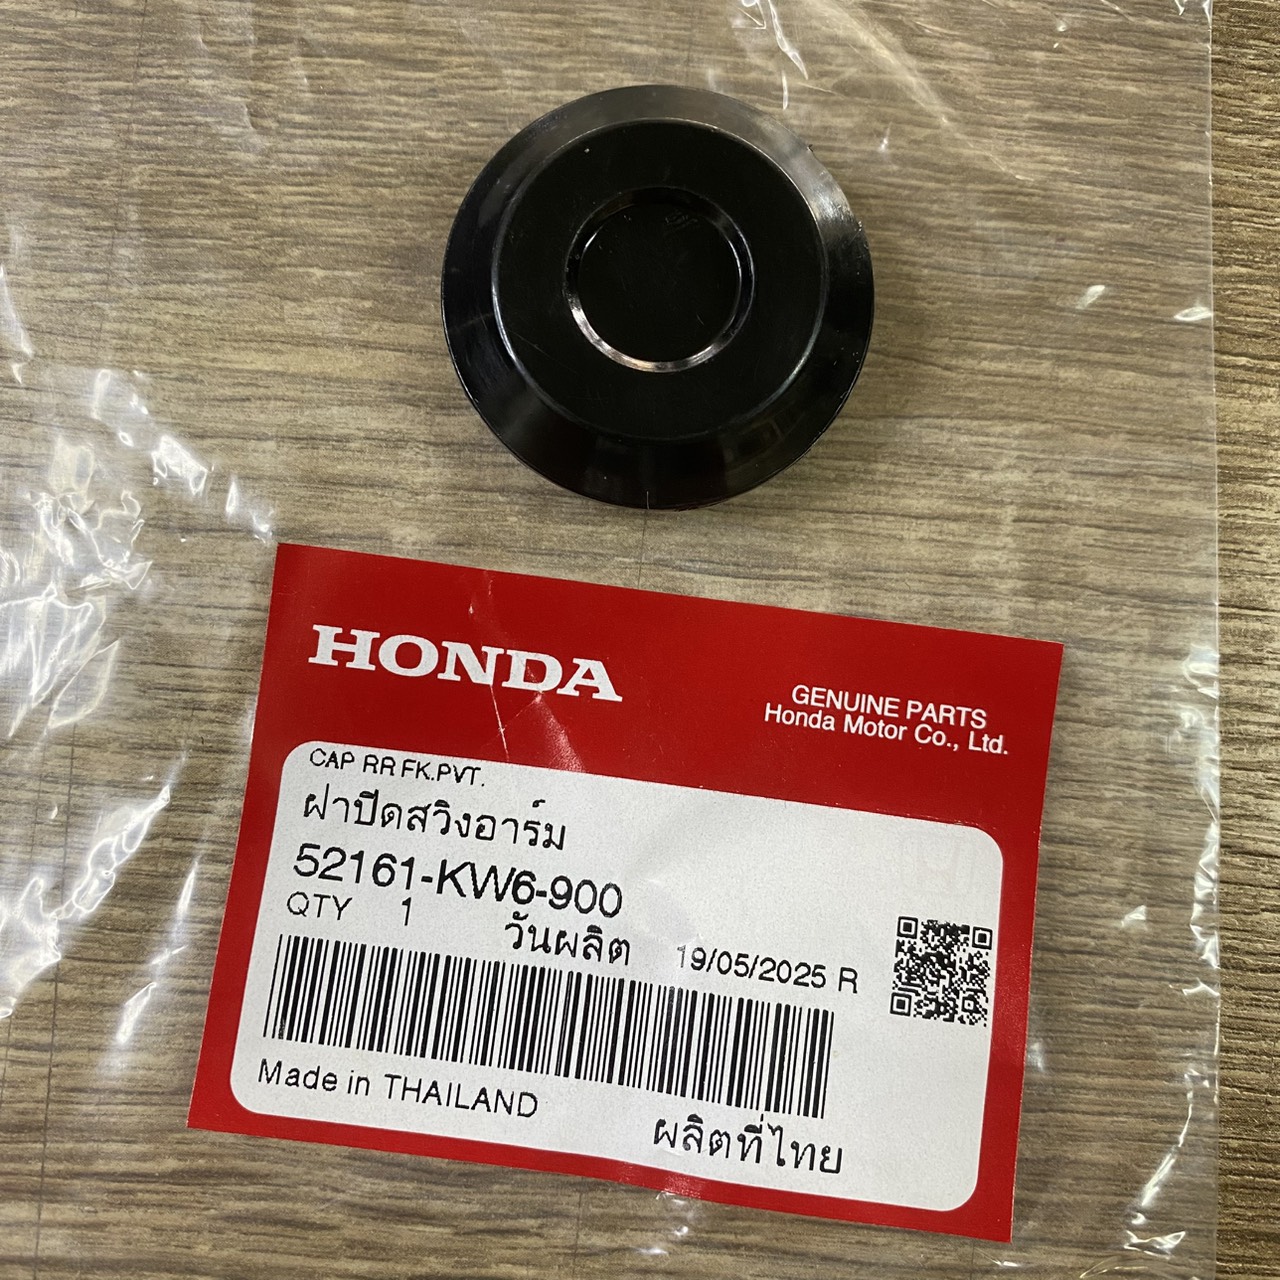 HONDA
GENUINE PARTS
Honda Motor Co., Ltd.
CAP RR FK.PVT.
ฝาปิดสวิงอาร์ม
52161-KW6-900
QTY 1
วันผลิต 19/05/2025 R
Made in THAILAND
ผลิตที่ไทย